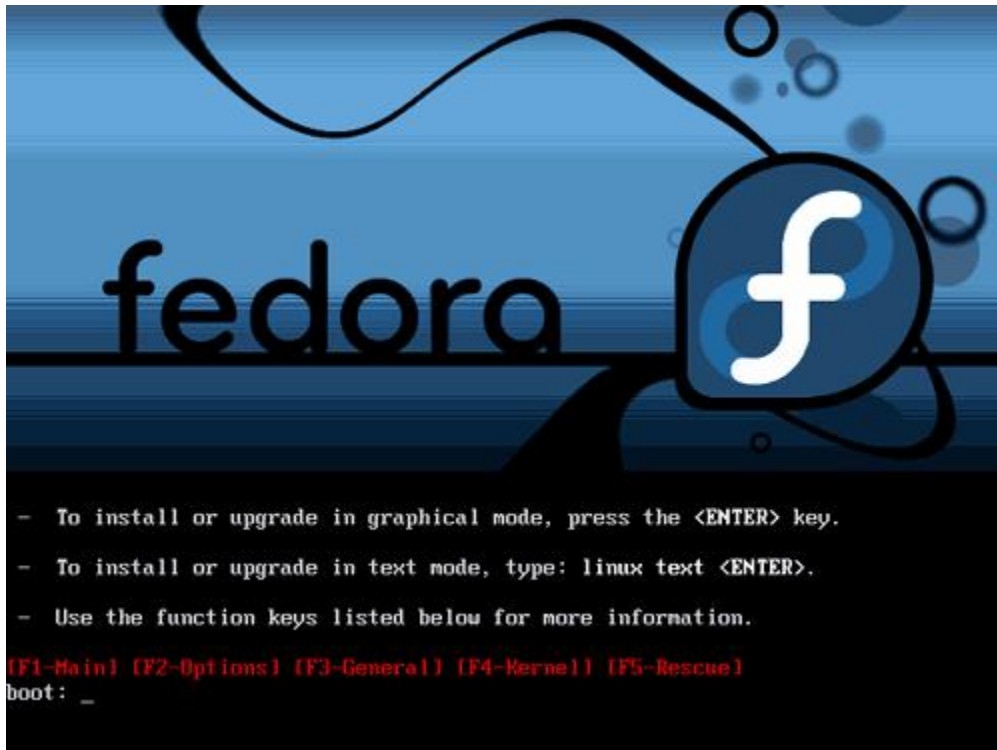 fedora
f
- To install or upgrade in graphical mode, press the <ENTER> key.
- To install or upgrade in text mode, type: linux text <ENTER>.
- Use the function keys listed below for more information.
[F1-Main] [F2-Options] [F3-General] [F4-Kernel] [F5-Rescue]
boot: _